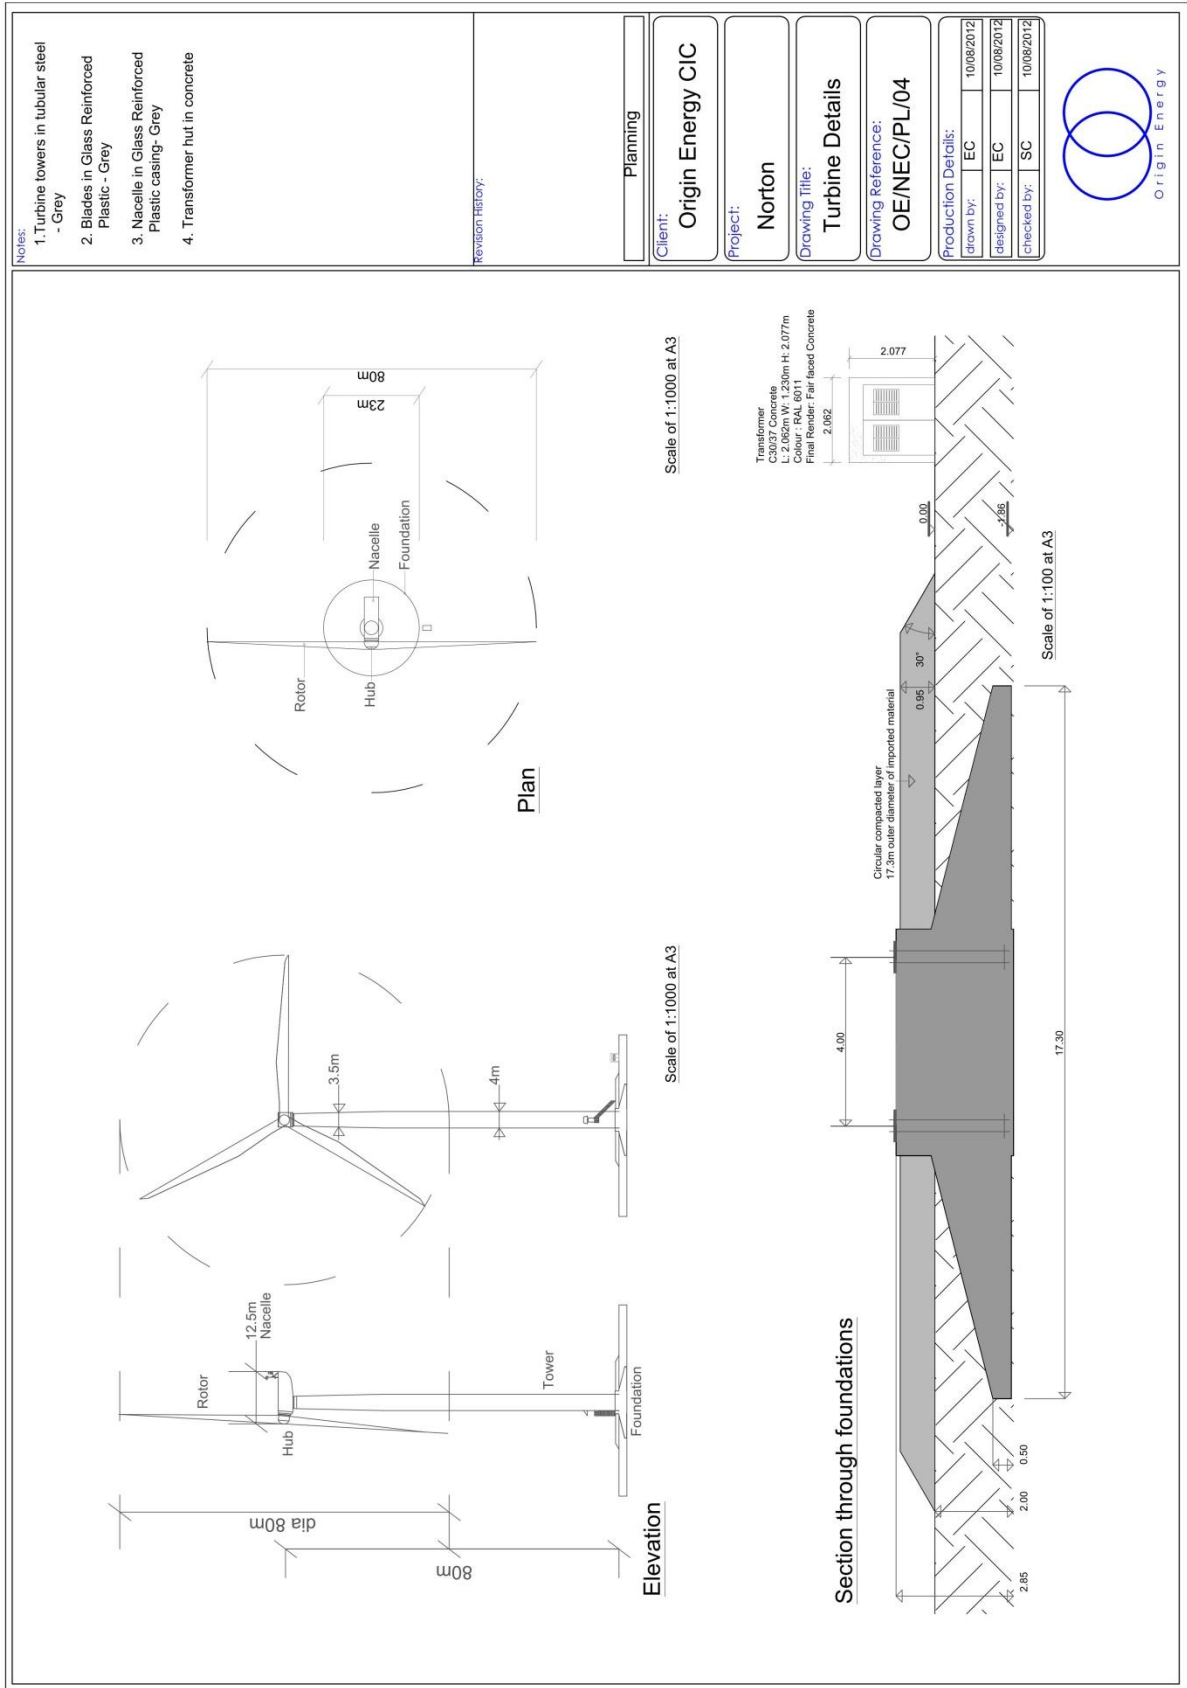 Notes:
1.Turbine towers in tubular steel
- Grey
2. Blades in Glass Reinforced
Plastic - Grey
3. Nacelle in Glass Reinforced
Plastic casing- Grey
4. Transformer hut in concrete
Revision History:
Planning
Client:
Origin Energy CIC
Project:
Norton
Drawing Title:
Turbine Details
Drawing Reference:
OE/NEC/PL/04
Production Details:
drawn by: EC 10/08/2012
designed by: EC 10/08/2012
checked by: SC 10/08/2012
Origin Energy
dia 80m
80m
Rotor
12.5m
Nacelle
Hub
Tower
Foundation
Elevation
3.5m
4m
Scale of 1:1000 at A3
Rotor
Hub
Nacelle
Foundation
23m
80m
Plan
Scale of 1:1000 at A3
Section through foundations
2.85
2.00
0.50
4.00
17.30
Circular compacted layer
17.3m outer diameter of imported material
0.95
30°
0.00
-1.86
Transformer
C30/37 Concrete
L: 2.062m W: 1.230m H: 2.077m
Colour : RAL 6011
Final Render: Fair faced Concrete
2.062
2.077
Scale of 1:100 at A3